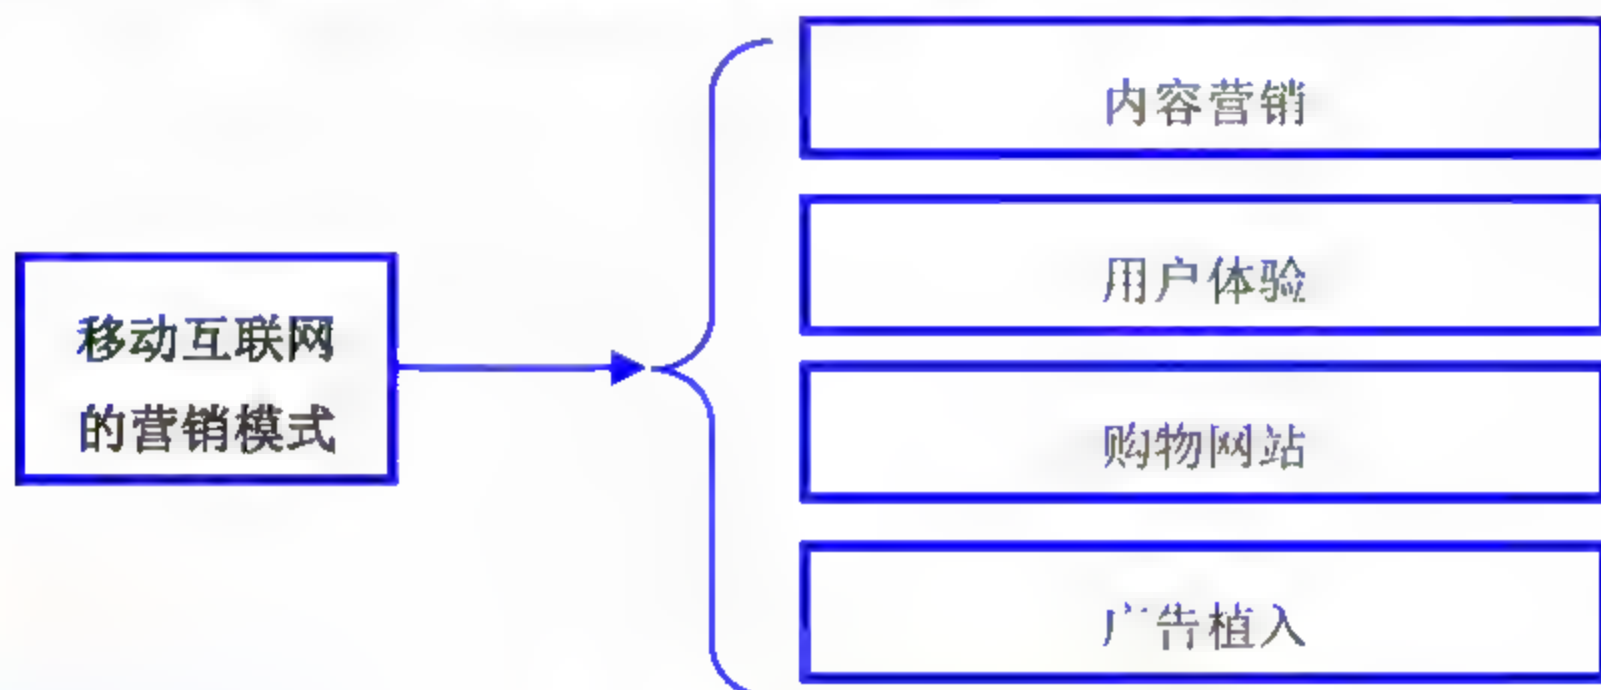 移动互联网
的营销模式
内容营销
用户体验
购物网站
广告植入